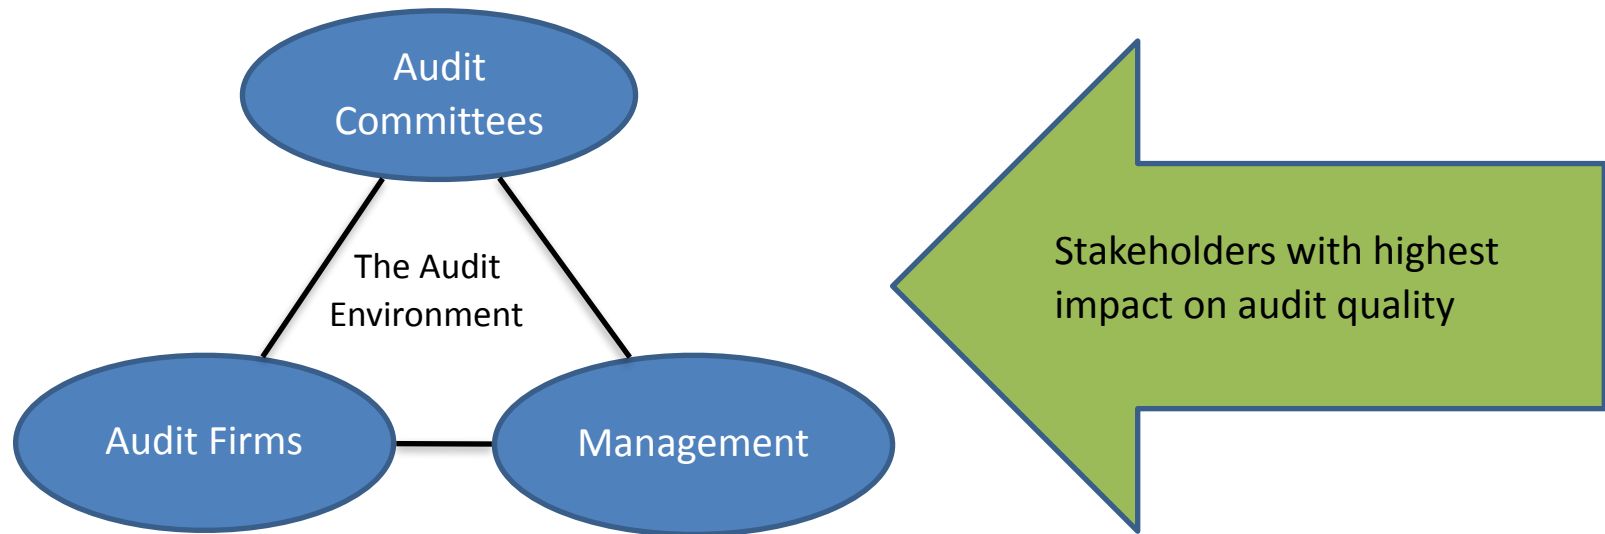 Audit
Committees
The Audit
Environment
Audit Firms
Management
Stakeholders with highest
impact on audit quality